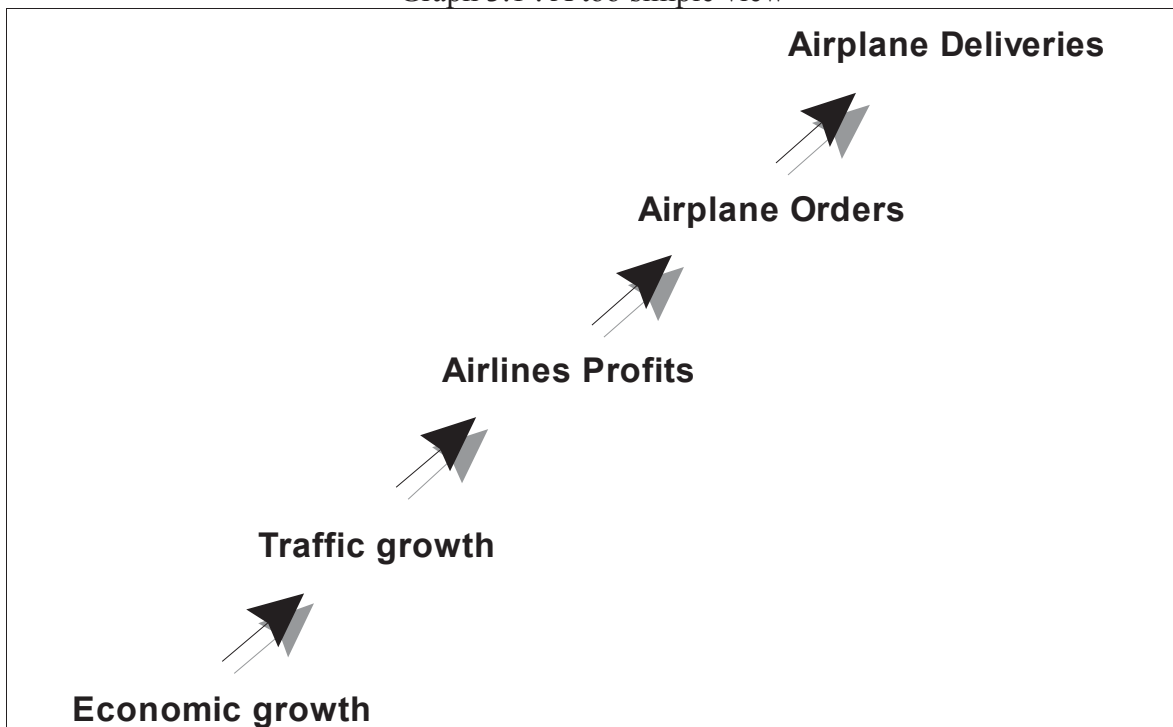 Airplane Deliveries
Airplane Orders
Airlines Profits
Traffic growth
Economic growth